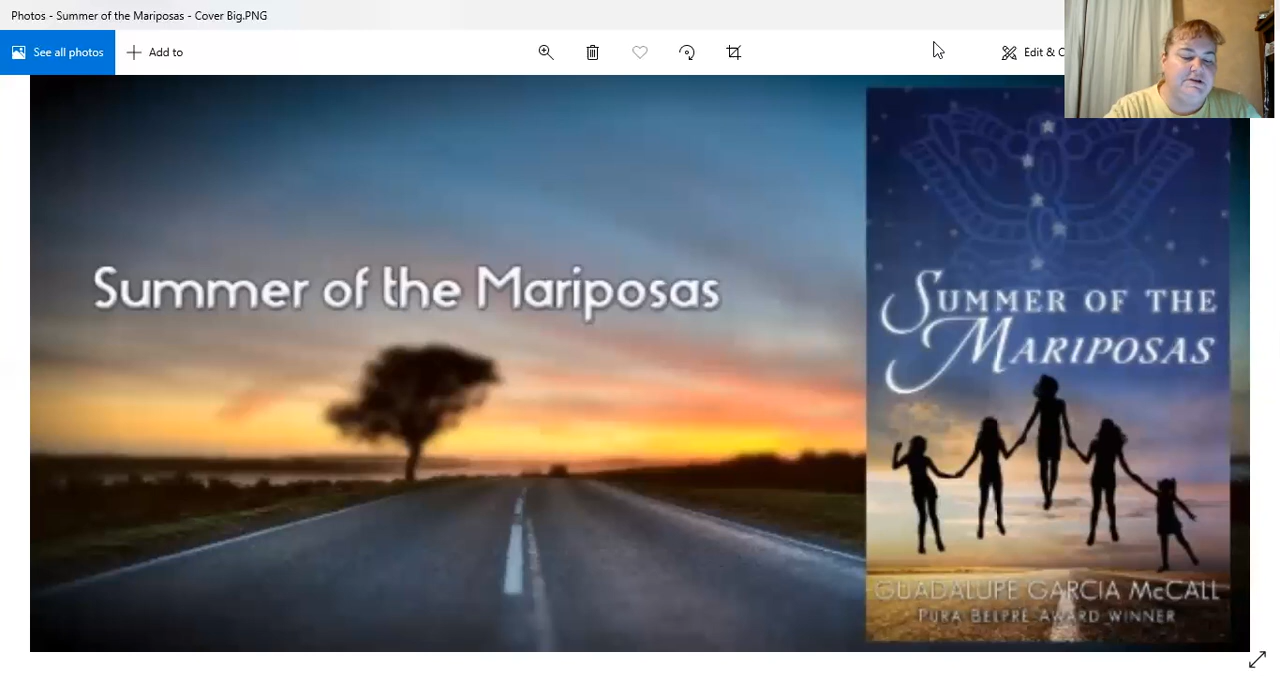 Photos - Summer of the Mariposas - Cover Big.PNG
See all photos
Add to
Edit & C
Summer of the Mariposas
SUMMER OF THE
MARIPOSAS
GUADALUPE GARCIA McCALL
PURA BELPRÉ AWARD WINNER